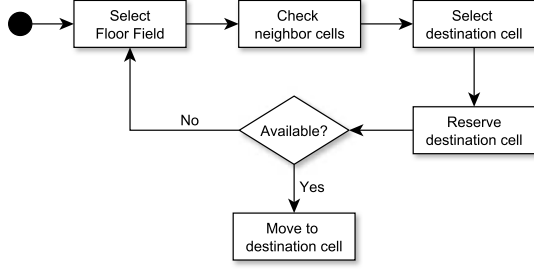 Select
Floor Field
Check
neighbor cells
Select
destination cell
Reserve
destination cell
Available?
No
Yes
Move to
destination cell